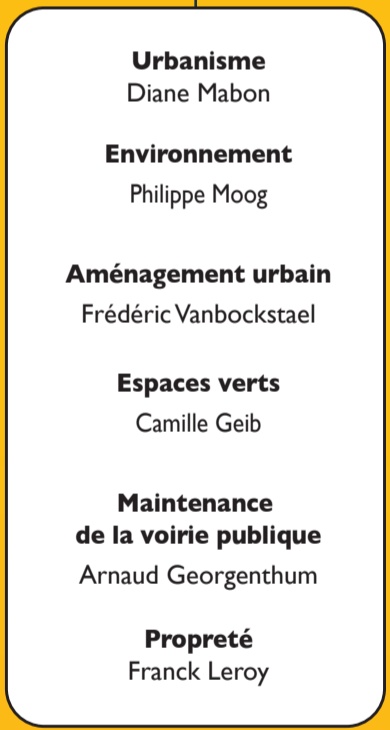 Urbanisme
Diane Mabon
Environnement
Philippe Moog
Aménagement urbain
Frédéric Vanbockstael
Espaces verts
Camille Geib
Maintenance
de la voirie publique
Arnaud Georgenthum
Propreté
Franck Leroy